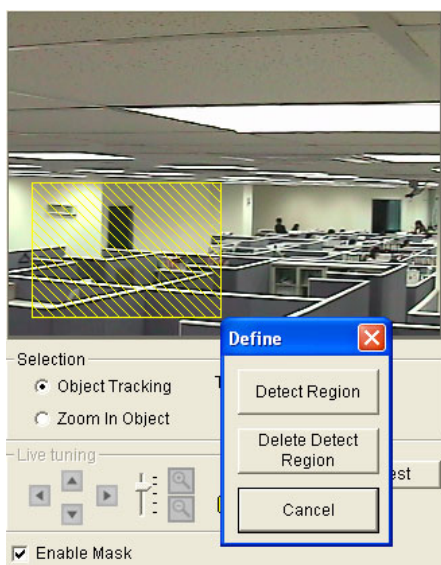 Define
Selection
Object Tracking
T
Zoom In Object
Detect Region
Delete Detect
Region
Live tuning
est
Cancel
Enable Mask